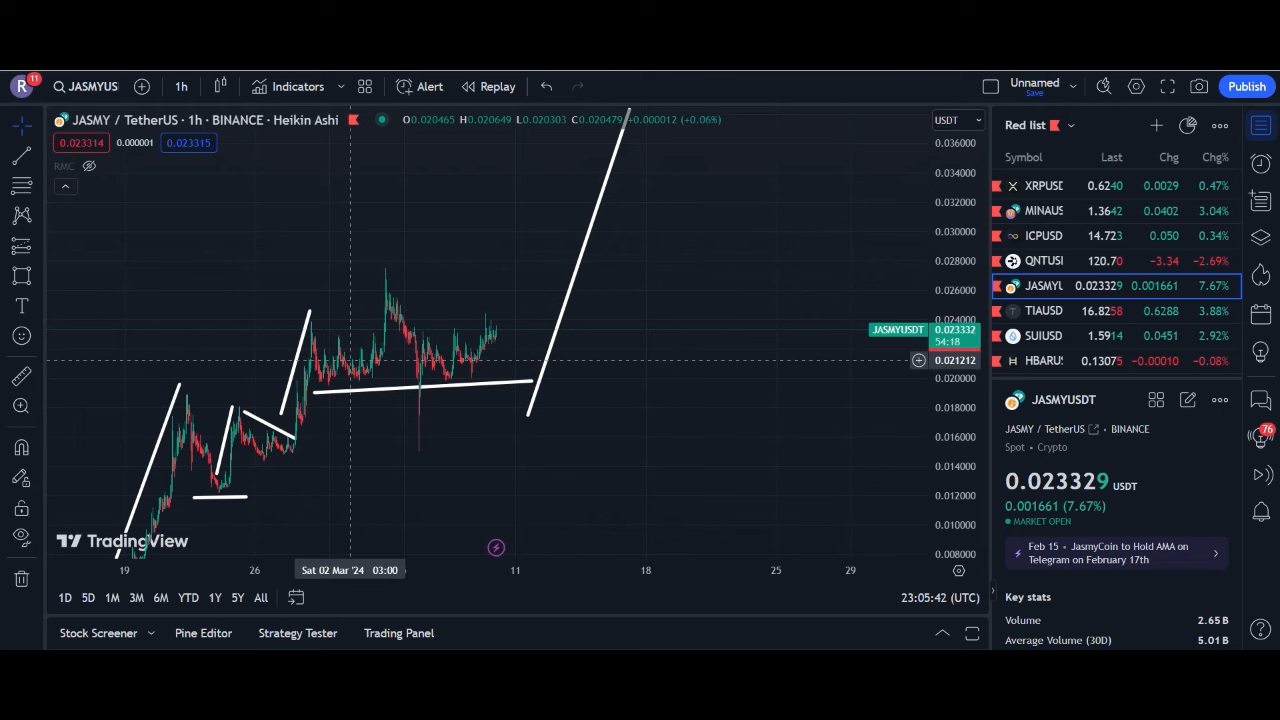 R 11 JASMYUS 1h Indicators Alert Replay Unnamed Save Publish
JASMY / TetherUS · 1h · BINANCE · Heikin Ashi O0.020465 H0.020649 L0.020303 C0.020479 +0.000012 (+0.06%) USDT
0.023314 0.000001 0.023315
RMC
0.036000
0.034000
0.032000
0.030000
0.028000
0.026000
0.024000
JASMYUSDT 0.023332
54:18
0.021212
0.020000
0.018000
0.016000
0.014000
0.012000
0.010000
0.008000
TradingView
19 26 Sat 02 Mar '24 03:00 11 18 25 29
1D 5D 1M 3M 6M YTD 1Y 5Y All 23:05:42 (UTC)
Stock Screener Pine Editor Strategy Tester Trading Panel
Red list
Symbol Last Chg Chg%
XRPUSD 0.6240 0.0029 0.47%
MINAUS 1.3642 0.0402 3.04%
ICPUSD 14.723 0.050 0.34%
QNTUSI 120.70 −3.34 −2.69%
JASMYU 0.023329 0.001661 7.67%
TIAUSD 16.8258 0.6288 3.88%
SUIUSD 1.5914 0.0451 2.92%
HBARUS 0.13075 −0.00010 −0.08%
JASMYUSDT
JASMY / TetherUS BINANCE
Spot • Crypto
0.023329 USDT
0.001661 (7.67%)
MARKET OPEN
Feb 15 • JasmyCoin to Hold AMA on
Telegram on February 17th
Key stats
Volume 2.65B
Average Volume (30D) 5.01B
76